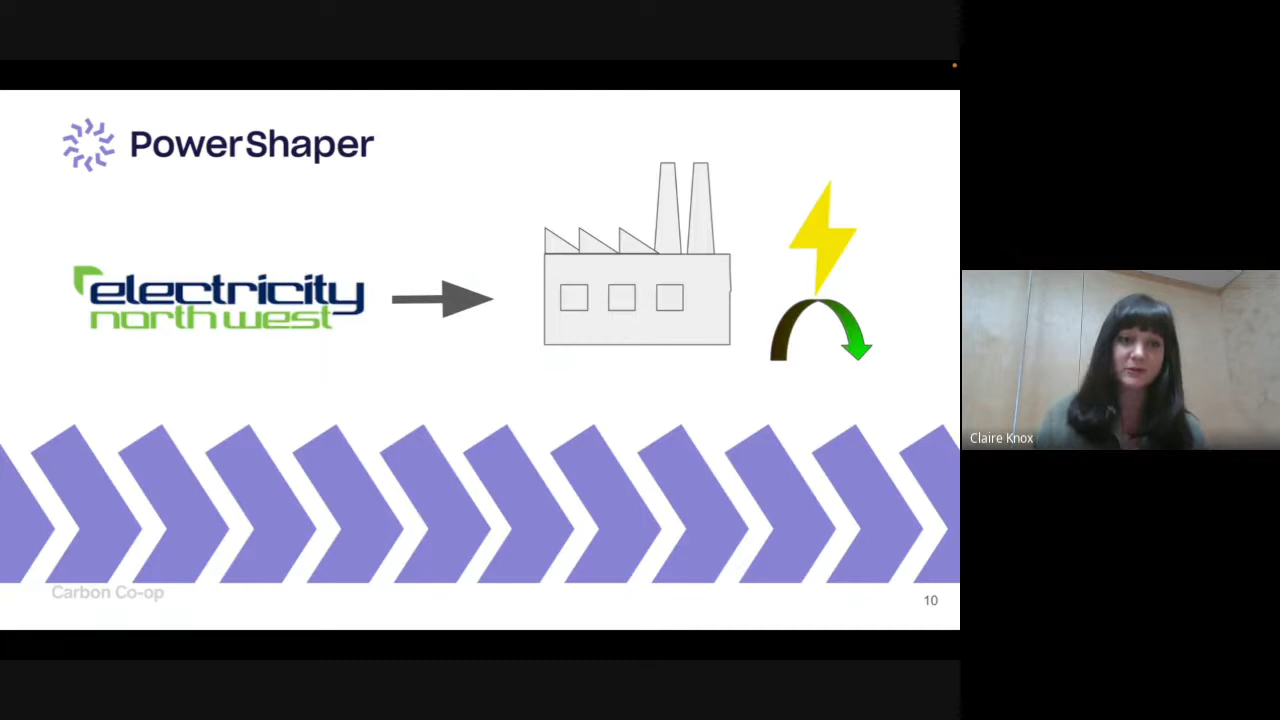 PowerShaper
electricity
north west
Carbon Co-op
10
Claire Knox